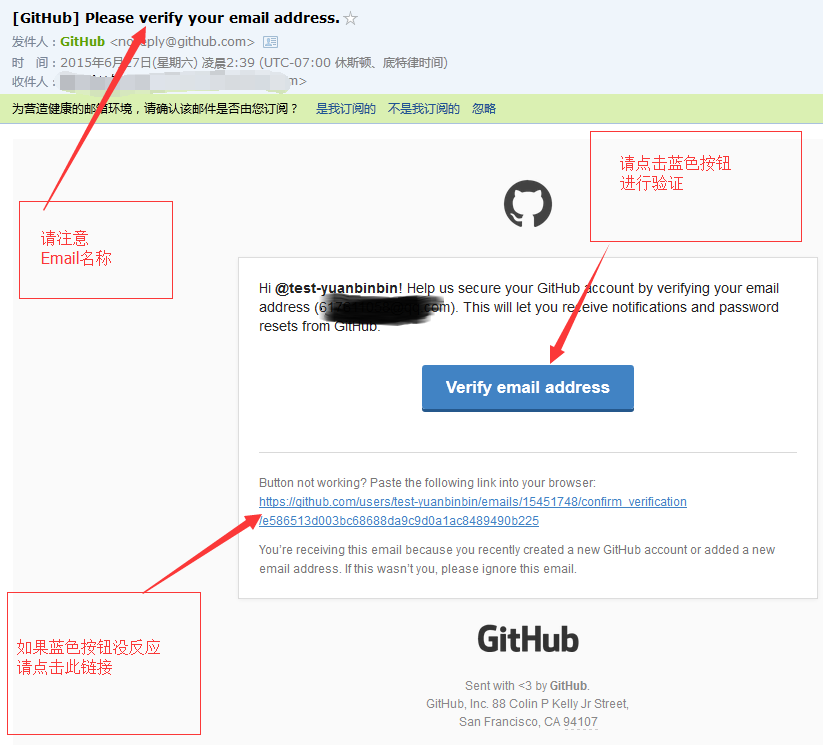 [GitHub] Please verify your email address.
发件人：GitHub <noreply@github.com>
时 间：2015年6月27日(星期六) 凌晨2:39 (UTC-07:00 休斯顿、底特律时间)
收件人：
为营造健康的邮箱环境，请确认该邮件是否由您订阅？ 是我订阅的 不是我订阅的 忽略
请点击蓝色按钮
进行验证
请注意
Email名称
Hi @test-yuanbinbin! Help us secure your GitHub account by verifying your email
address ( com). This will let you receive notifications and password
resets from GitHub.
Verify email address
Button not working? Paste the following link into your browser:
https://github.com/users/test-yuanbinbin/emails/15451748/confirm_verification
/e586513d003bc68688da9c9d0a1ac8489490b225
You’re receiving this email because you recently created a new GitHub account or added a new
email address. If this wasn’t you, please ignore this email.
如果蓝色按钮没反应
请点击此链接
GitHub
Sent with <3 by GitHub.
GitHub, Inc. 88 Colin P Kelly Jr Street,
San Francisco, CA 94107